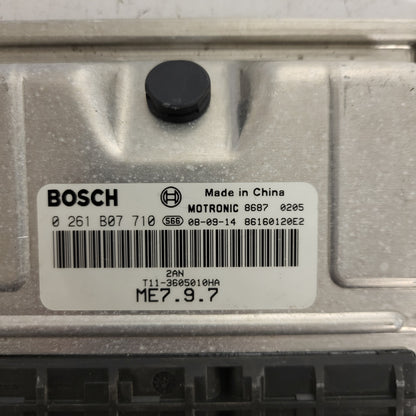 BOSCH Made in China
MOTRONIC 8687 0205
0 261 B07 710 S66 08-09-14 86160120E2
2AN
T11-3605010HA
ME7.9.7